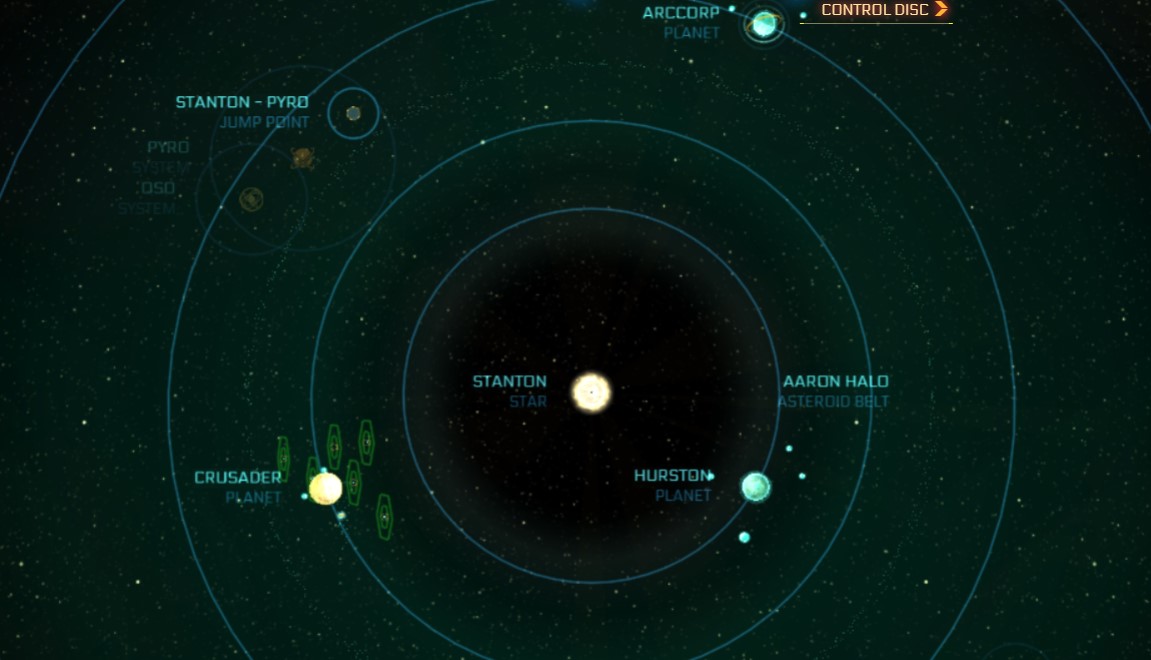 ARCCORP
PLANET
CONTROL DISC
STANTON - PYRO
JUMP POINT
PYRO
SYSTEM
OSO
SYSTEM
STANTON
STAR
AARON HALO
ASTEROID BELT
CRUSADER
PLANET
HURSTON
PLANET